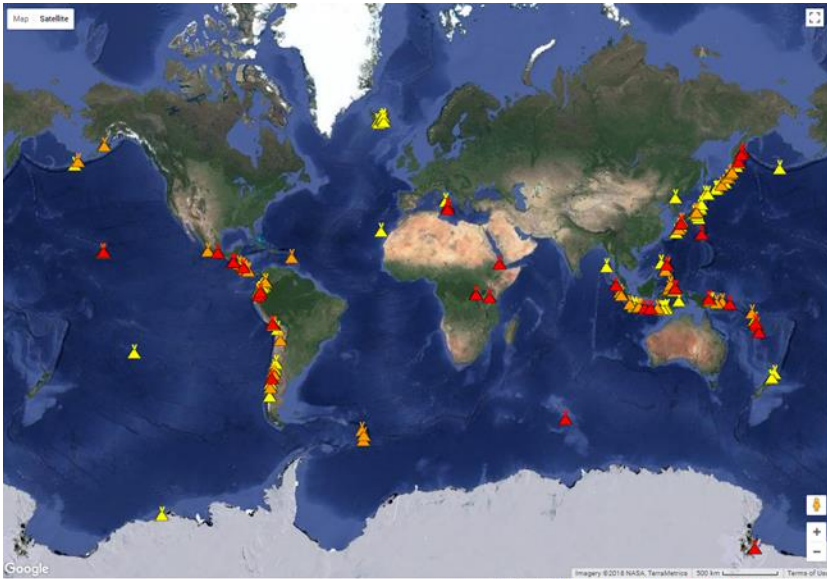 Map Satellite
Google
Imagery ©2016 NASA, TerraMetrics 500 km Terms of Use